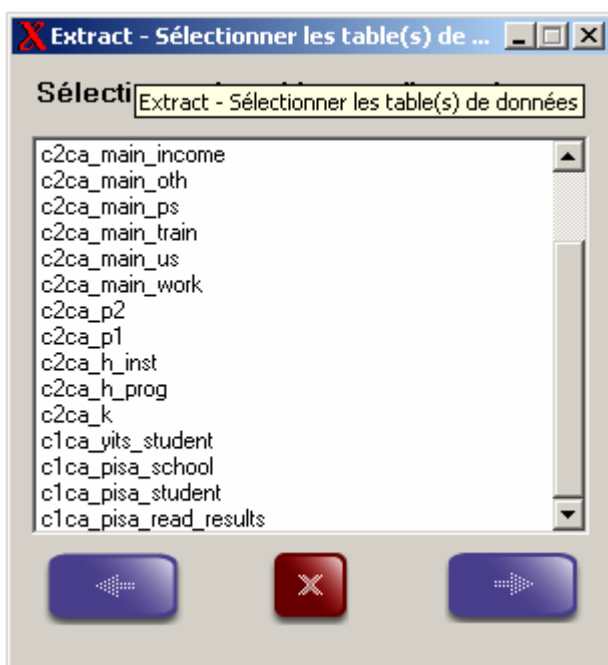 Extract - Sélectionner les table(s) de ...
Sélecti
Extract - Sélectionner les table(s) de données
c2ca_main_income
c2ca_main_oth
c2ca_main_ps
c2ca_main_train
c2ca_main_us
c2ca_main_work
c2ca_p2
c2ca_p1
c2ca_h_inst
c2ca_h_prog
c2ca_k
c1ca_yits_student
c1ca_pisa_school
c1ca_pisa_student
c1ca_pisa_read_results